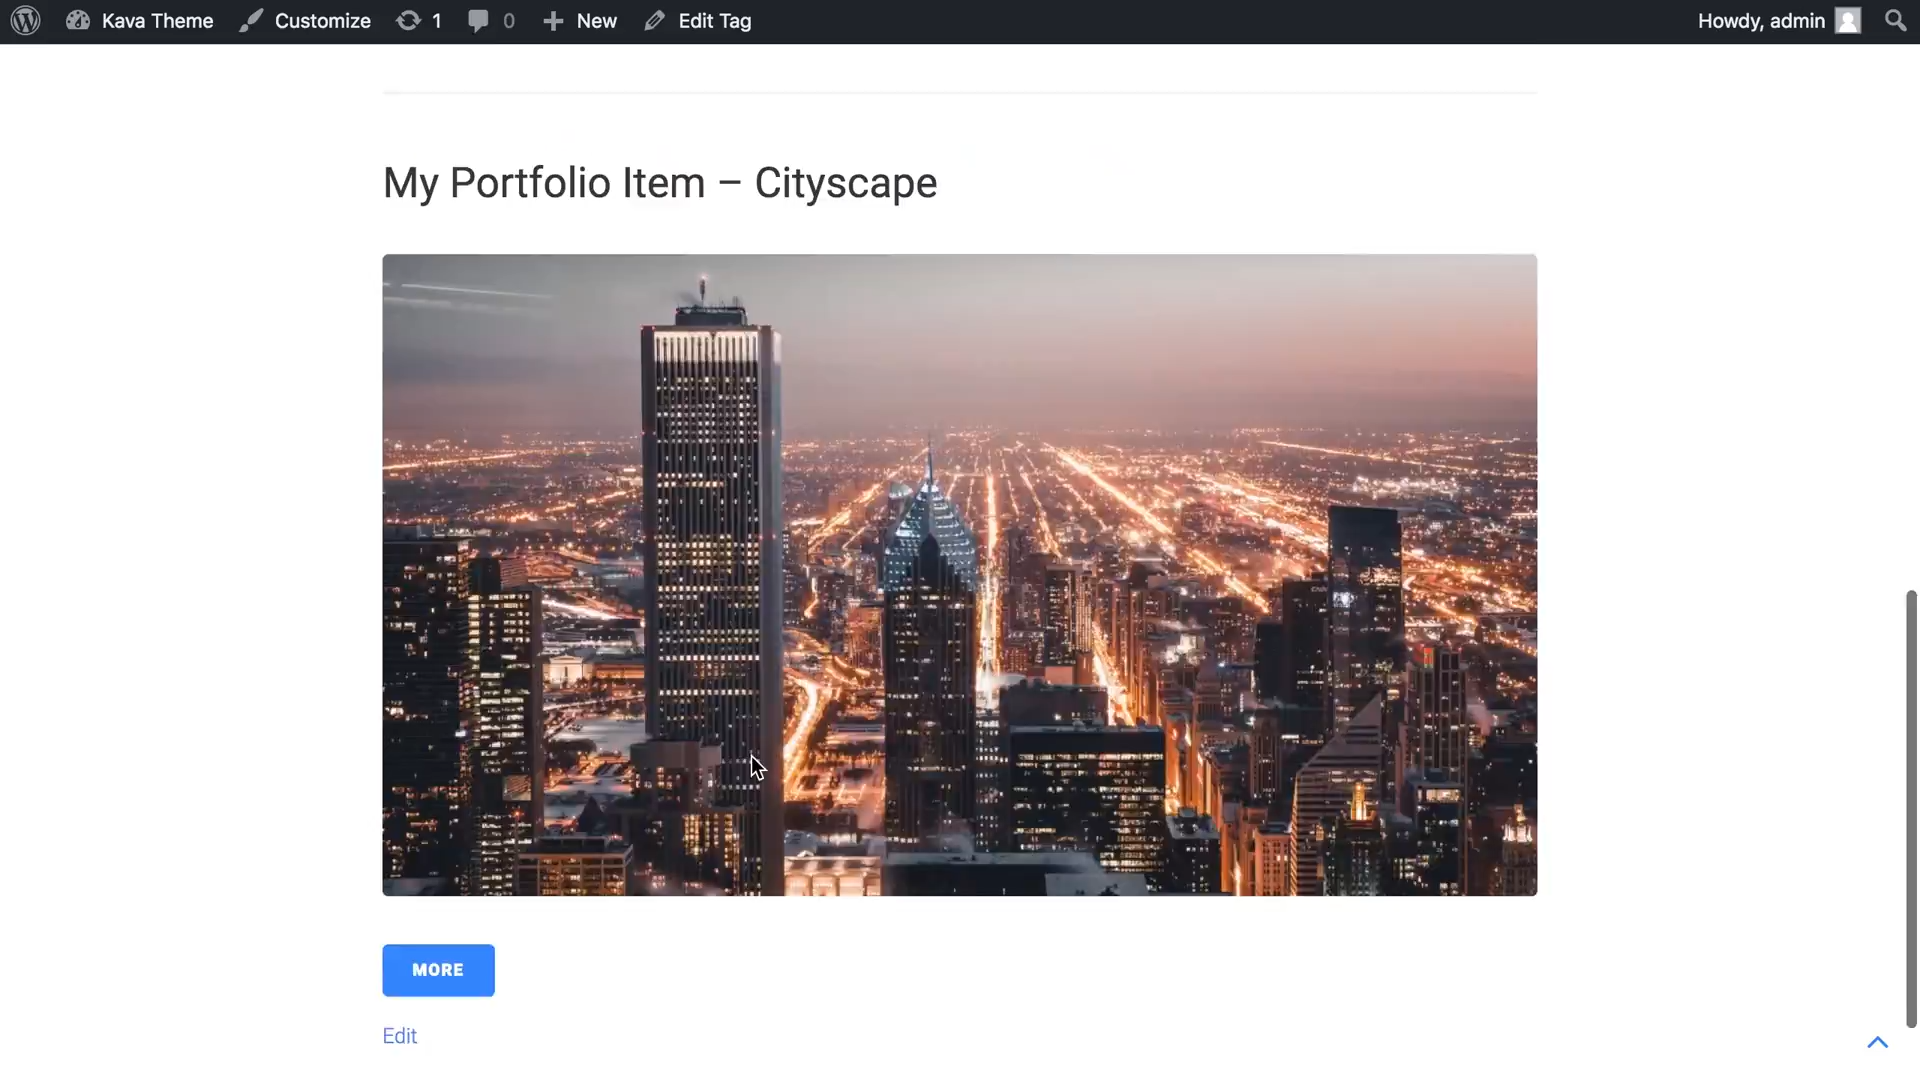 Kava Theme Customize 1 0 New Edit Tag Howdy, admin
My Portfolio Item – Cityscape
MORE
Edit